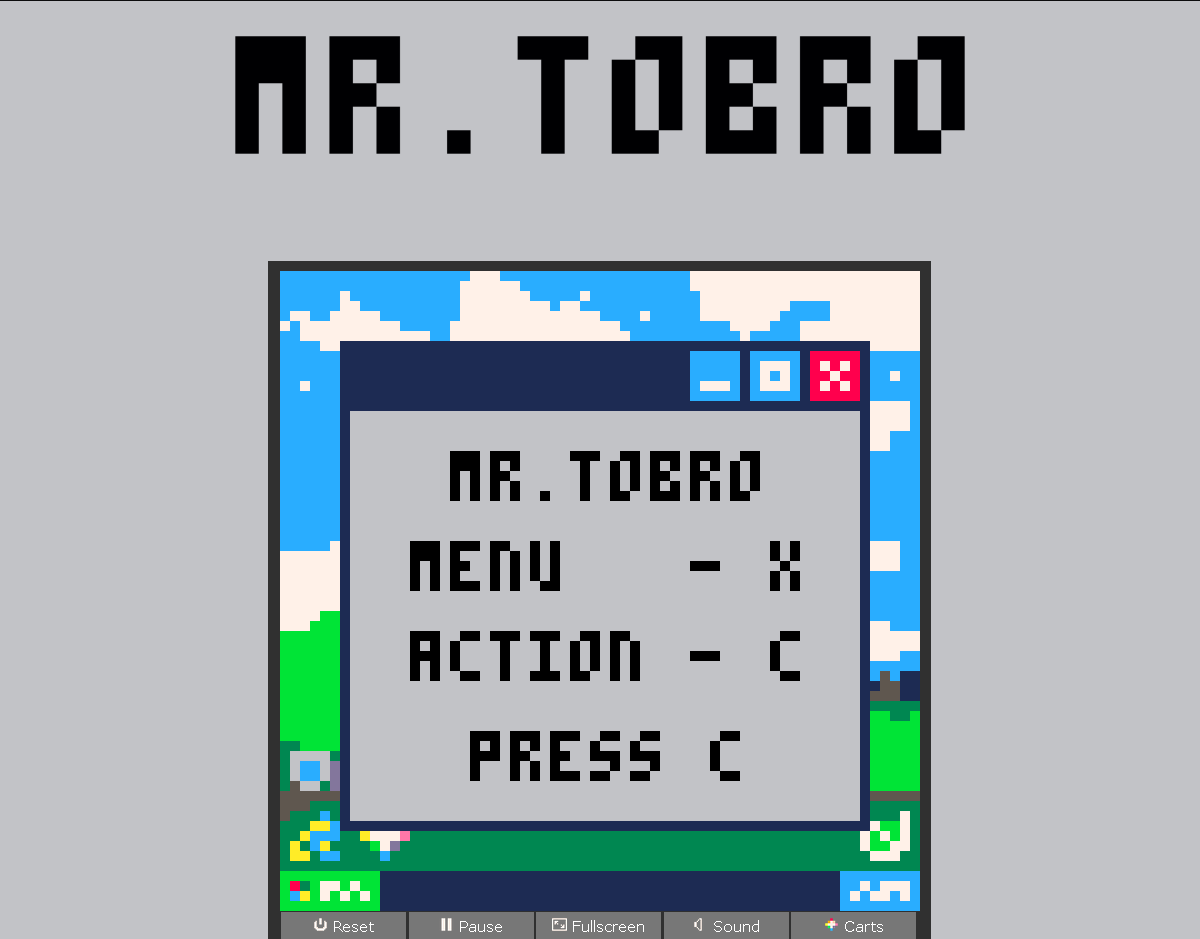 MR.TOBRO
MR.TOBRO
MENU - X
ACTION - C
PRESS C
Reset Pause Fullscreen Sound Carts